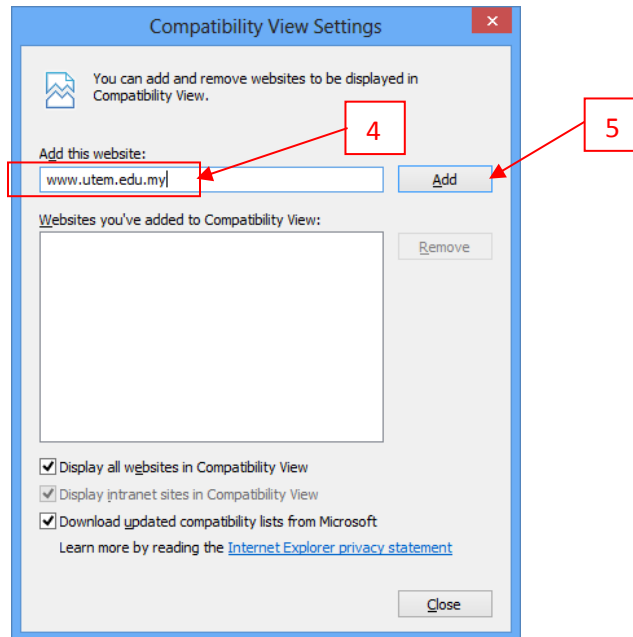 Compatibility View Settings
You can add and remove websites to be displayed in
Compatibility View.
4
5
Add this website:
www.utem.edu.my
Add
Websites you've added to Compatibility View:
Remove
Display all websites in Compatibility View
Display intranet sites in Compatibility View
Download updated compatibility lists from Microsoft
Learn more by reading the Internet Explorer privacy statement
Close